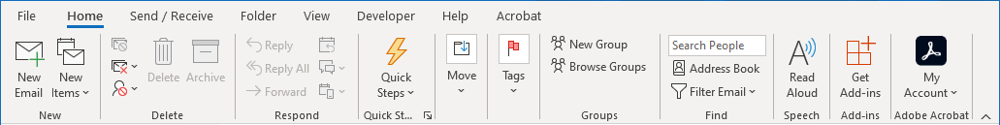 File Home Send / Receive Folder View Developer Help Acrobat
New Email
New Items
Delete
Archive
Reply
Reply All
Forward
Quick Steps
Move
Tags
New Group
Browse Groups
Search People
Address Book
Filter Email
Read Aloud
Get Add-ins
My Account
New Delete Respond Quick St... Groups Find Speech Add-ins Adobe Acrobat